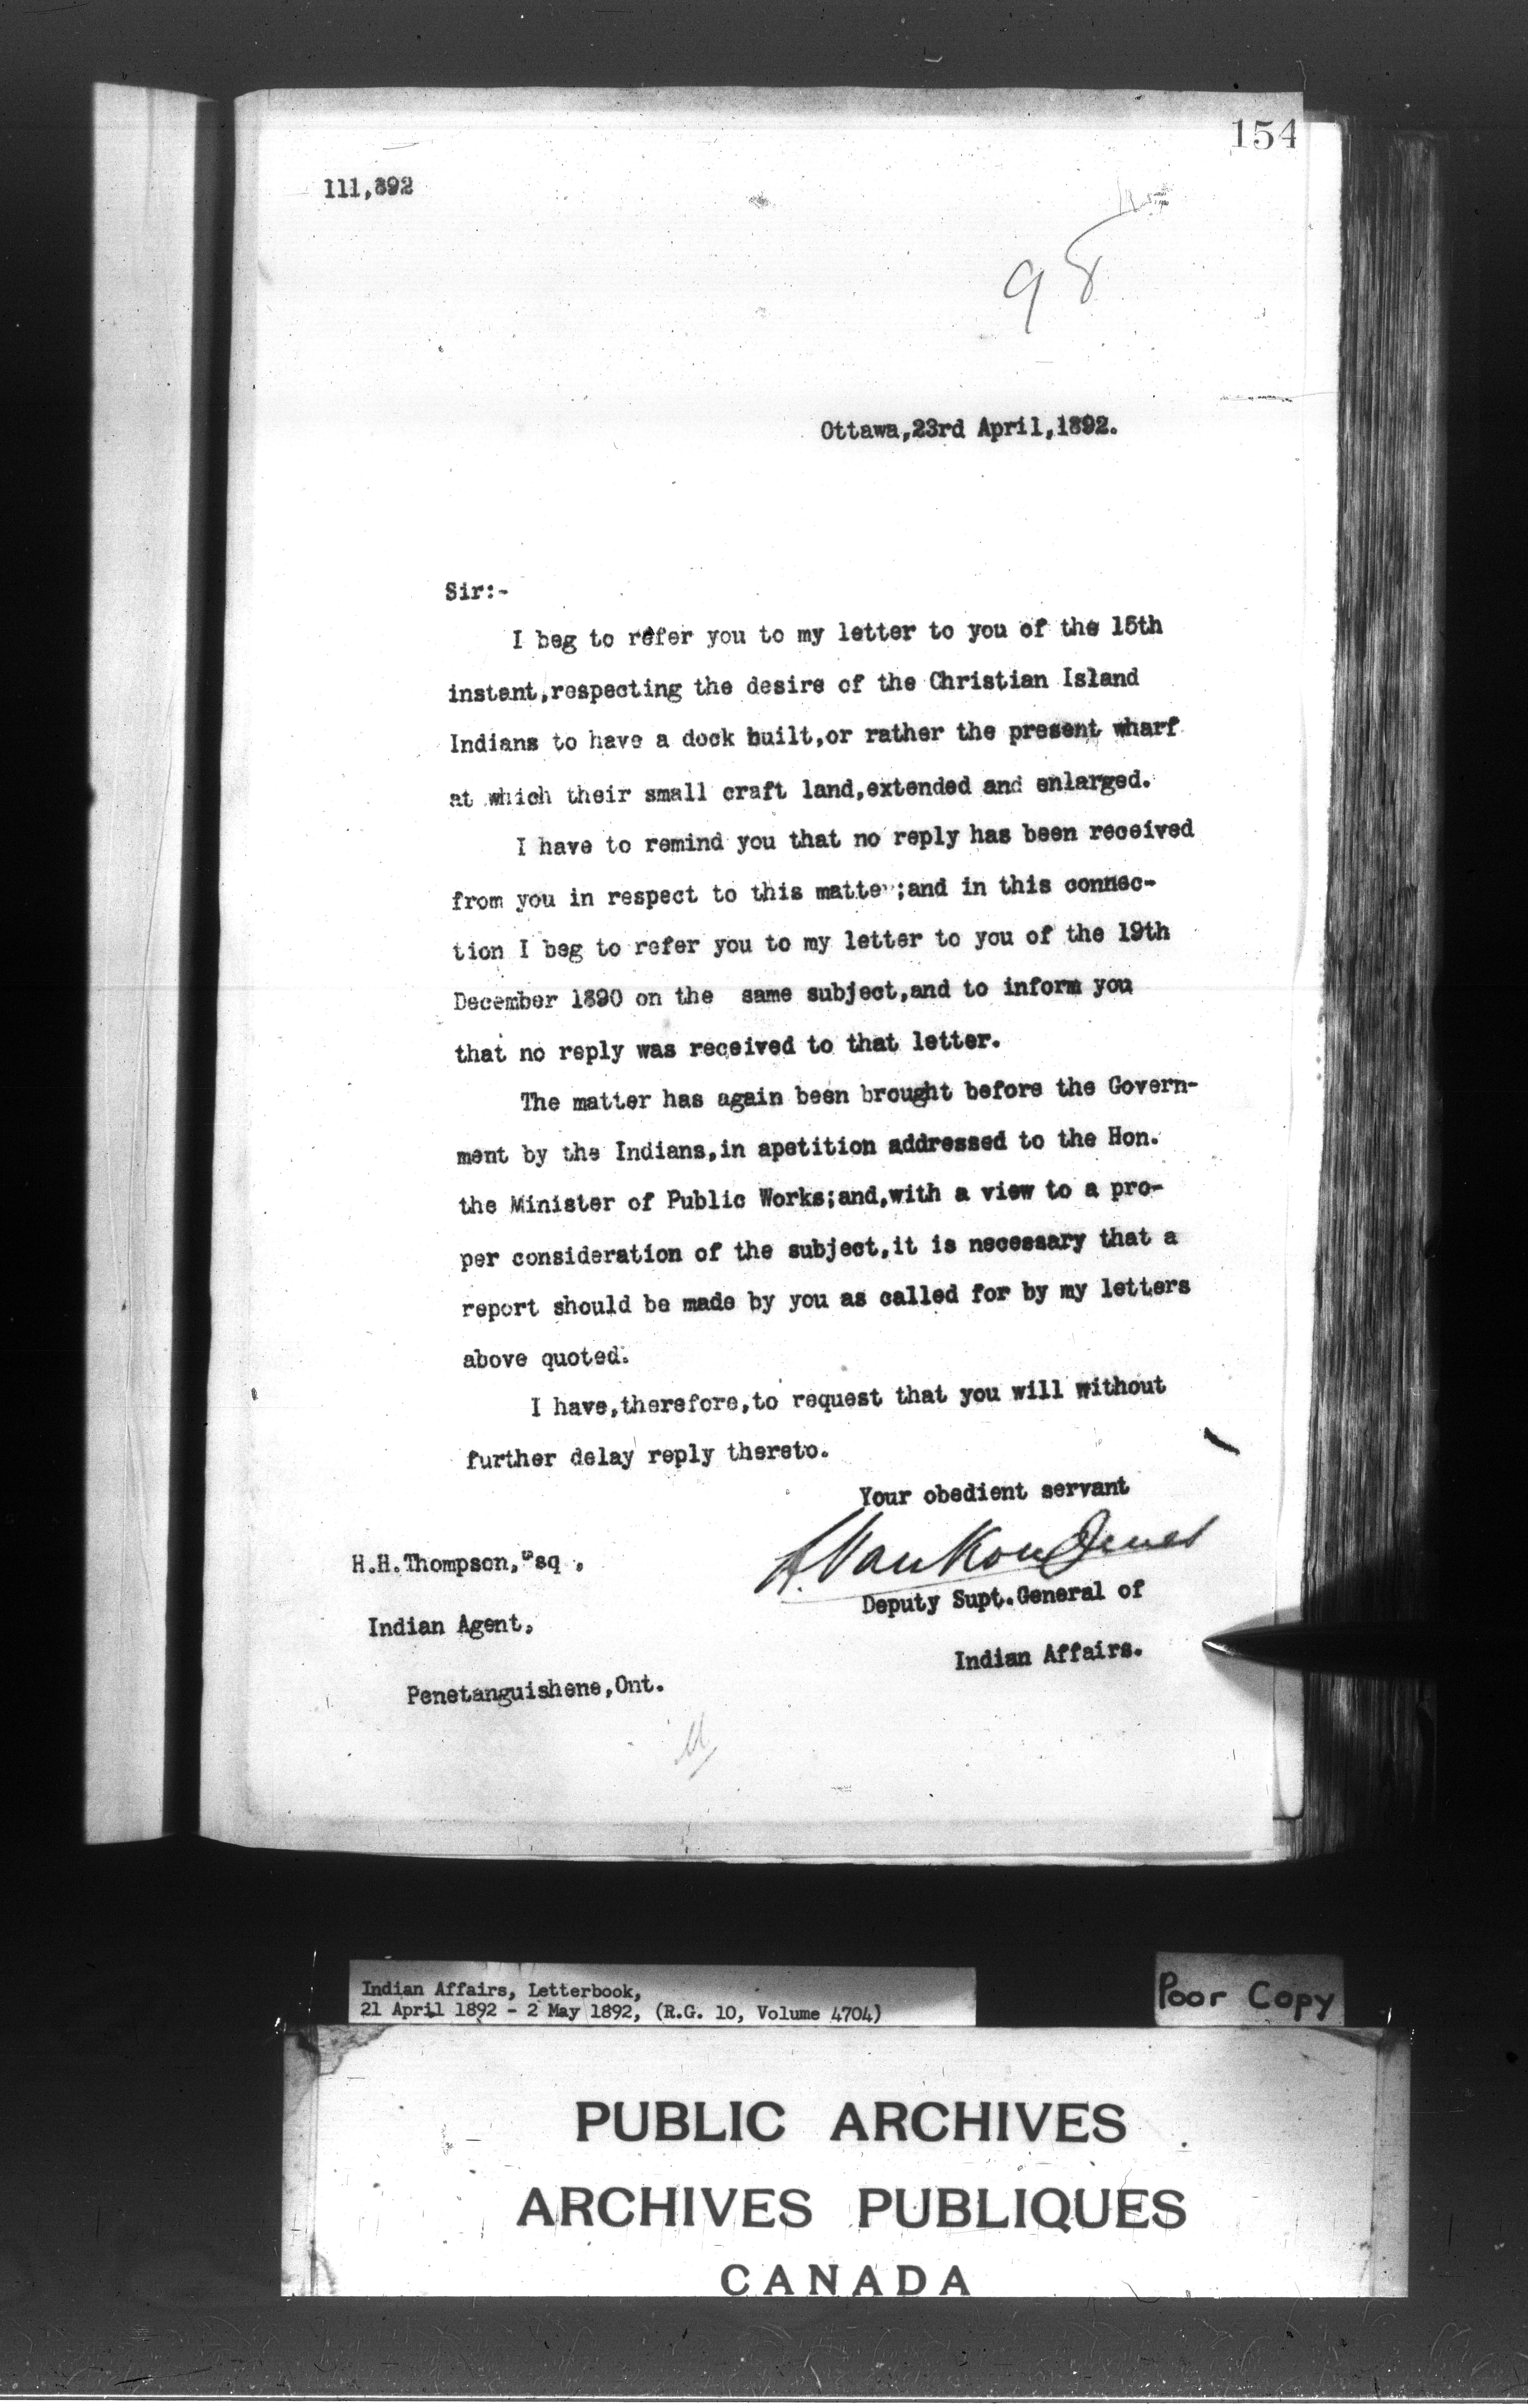 154
111,892
98
Ottawa,23rd April,1892.
Sir:-
I beg to refer you to my letter to you of the 15th
instant,respecting the desire of the Christian Island
Indians to have a dock built,or rather the present wharf
at which their small craft land,extended and enlarged.
I have to remind you that no reply has been received
from you in respect to this matter;and in this connec-
tion I beg to refer you to my letter to you of the 19th
December 1890 on the same subject,and to inform you
that no reply was received to that letter.
The matter has again been brought before the Govern-
ment by the Indians,in apetition addressed to the Hon.
the Minister of Public Works;and,with a view to a pro-
per consideration of the subject,it is necessary that a
report should be made by you as called for by my letters
above quoted.
I have,therefore,to request that you will without
further delay reply thereto.
Your obedient servant
L. VanKoughnet
H.H.Thompson,Esq.,
Deputy Supt.General of
Indian Agent,
Indian Affairs.
Penetanguishene,Ont.
Indian Affairs, Letterbook,
21 April 1892 - 2 May 1892, (R.G. 10, Volume 4704)
Poor Copy
PUBLIC ARCHIVES
ARCHIVES PUBLIQUES
CANADA